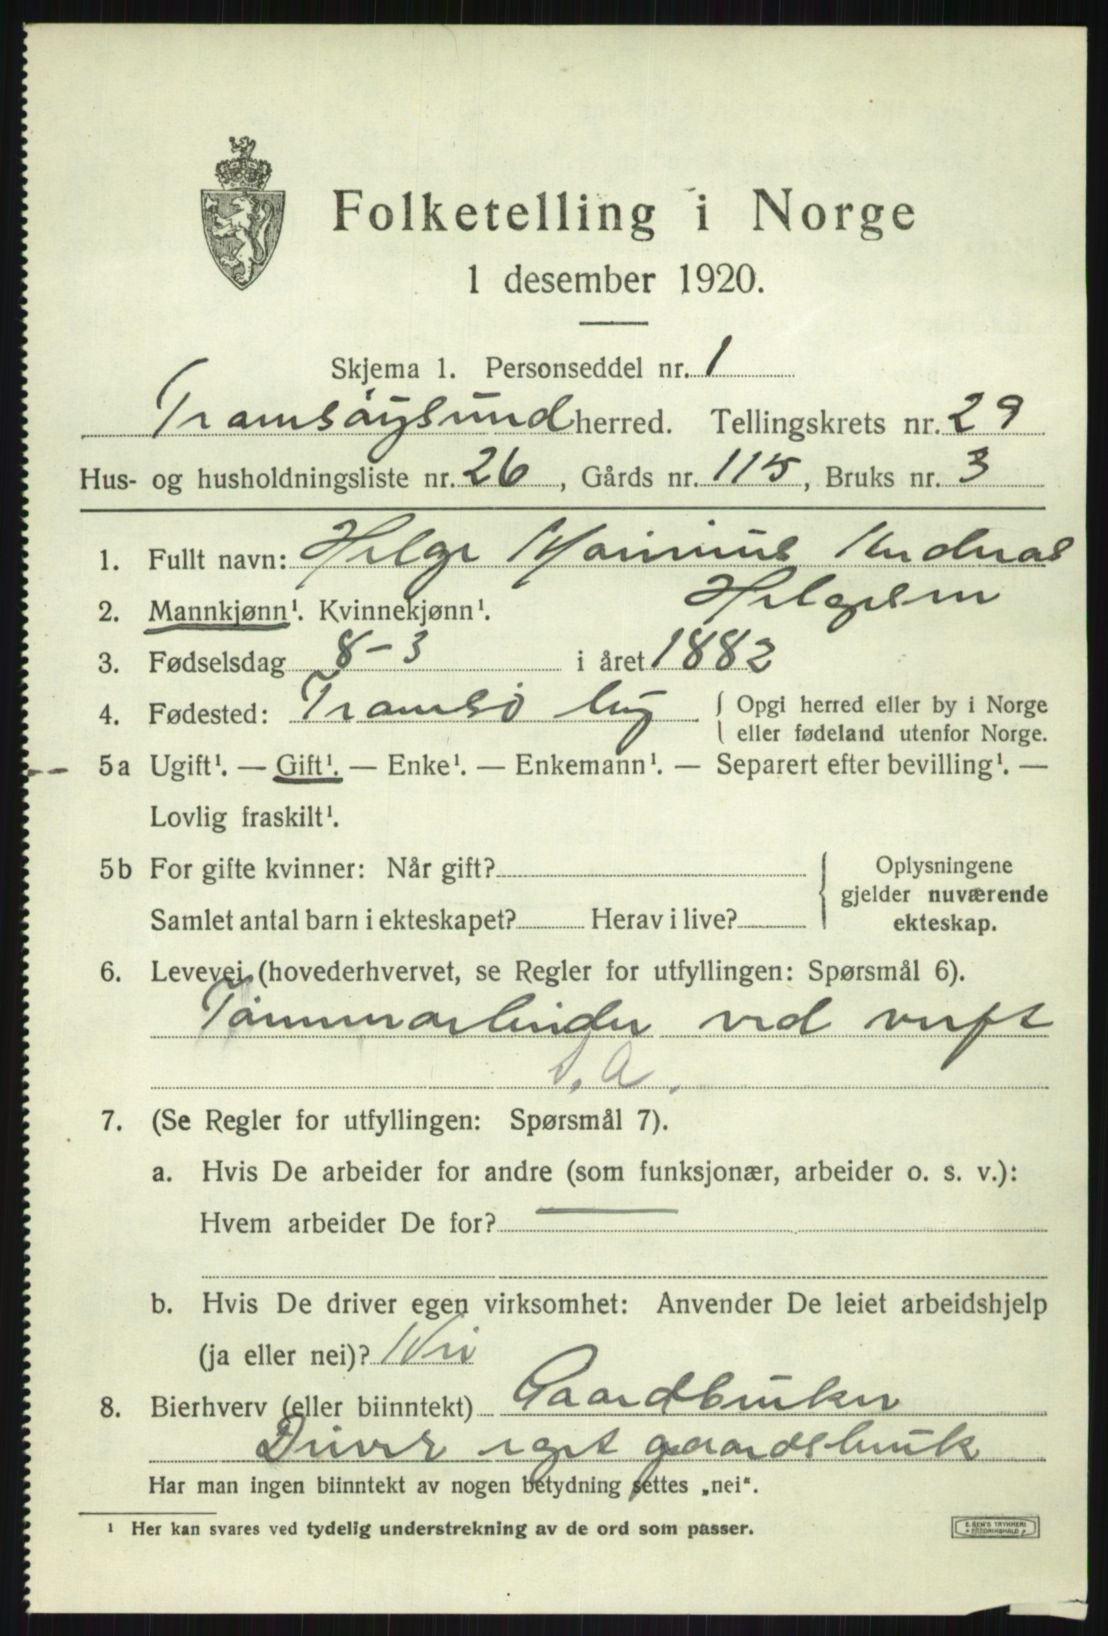 Folketelling i Norge
1 desember 1920.
Skjema 1. Personseddel nr. 1
Tromsøysund herred. Tellingskrets nr. 29
Hus- og husholdningsliste nr. 26, Gårds nr. 115, Bruks nr. 3
1. Fullt navn: Helge Marinius Andreas
Helgesen
2. Mannkjønn¹. Kvinnekjønn¹.
3. Fødselsdag 8-3 i året 1882
4. Fødested: Tromsø by { Opgi herred eller by i Norge
eller fødeland utenfor Norge.
5a Ugift¹. — Gift¹. — Enke¹. — Enkemann¹. — Separert efter bevilling¹. —
Lovlig fraskilt¹.
5b For gifte kvinner: Når gift?
Samlet antal barn i ekteskapet? Herav i live?
{ Oplysningene
gjelder nuværende
ekteskap.
6. Levevei (hovederhvervet, se Regler for utfyllingen: Spørsmål 6).
Tømmerarbeider ved verft
S.A.
7. (Se Regler for utfyllingen: Spørsmål 7).
a. Hvis De arbeider for andre (som funksjonær, arbeider o. s. v.):
Hvem arbeider De for? —
b. Hvis De driver egen virksomhet: Anvender De leiet arbeidshjelp
(ja eller nei)? Nei
8. Bierhverv (eller biinntekt) Gaardbruker
Driver eget gaardsbruk
Har man ingen biinntekt av nogen betydning settes „nei".
¹ Her kan svares ved tydelig understrekning av de ord som passer.
E. SEM'S TRYKKERI
FREDRIKSHALD